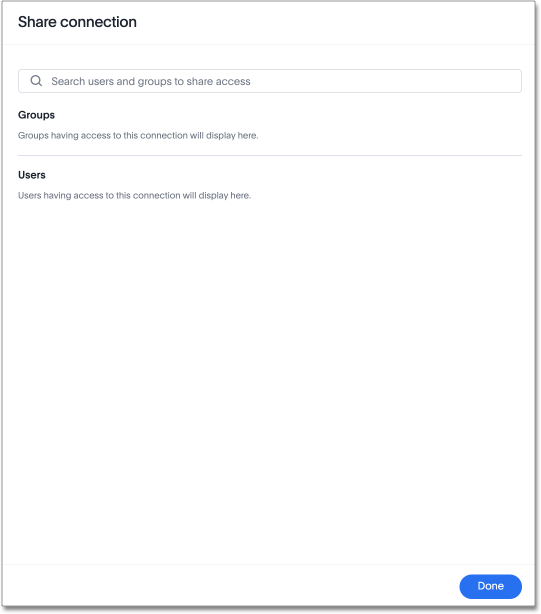 Share connection
Search users and groups to share access
Groups
Groups having access to this connection will display here.
Users
Users having access to this connection will display here.
Done